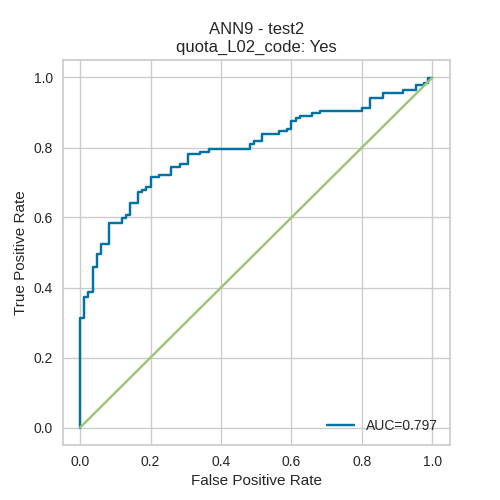 ANN9 - test2
quota_L02_code: Yes
True Positive Rate
1.0
0.8
0.6
0.4
0.2
0.0
AUC=0.797
0.0 0.2 0.4 0.6 0.8 1.0
False Positive Rate